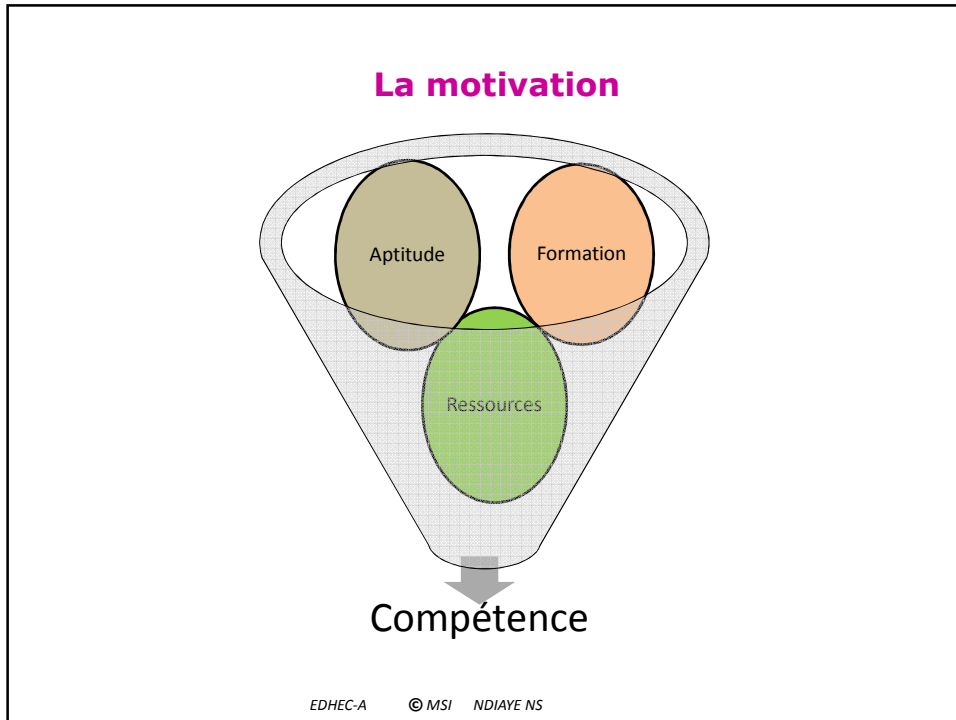 La motivation
Aptitude
Formation
Ressources
Compétence
EDHEC-A © MSI NDIAYE NS